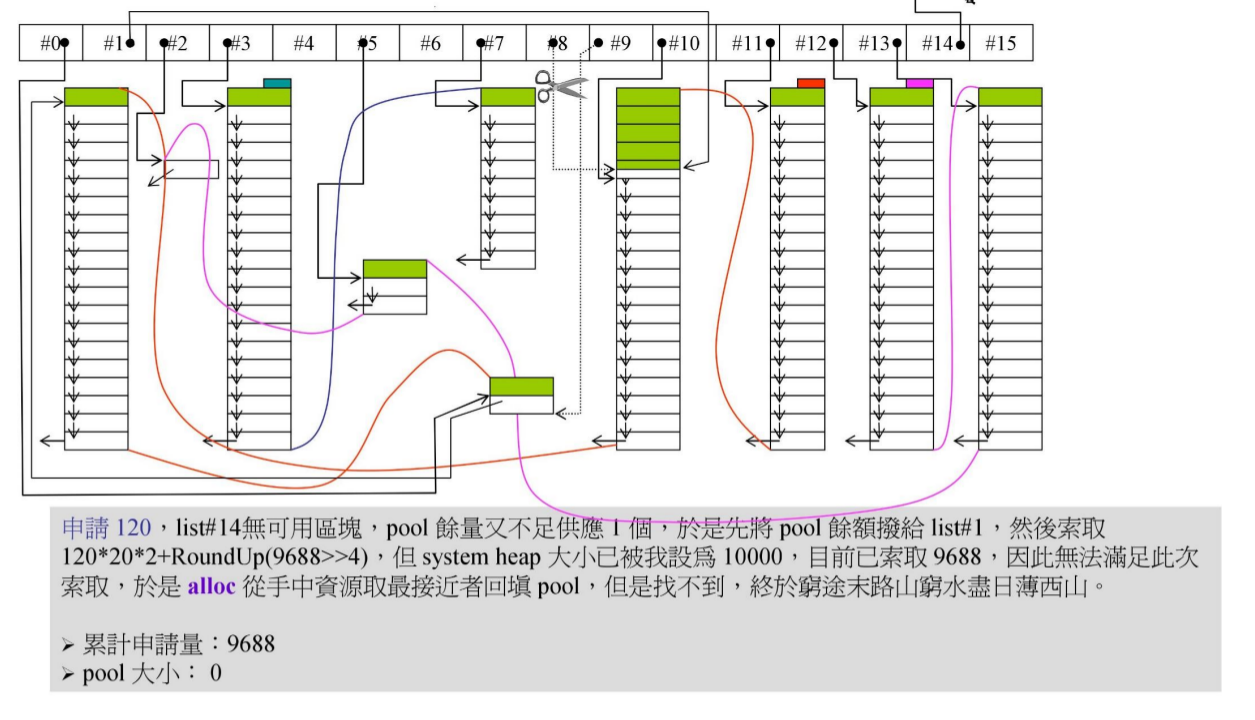 #0 #1 #2 #3 #4 #5 #6 #7 #8 #9 #10 #11 #12 #13 #14 #15
申請 120，list#14無可用區塊，pool 餘量又不足供應 1 個，於是先將 pool 餘額撥給 list#1，然後索取
120*20*2+RoundUp(9688>>4)，但 system heap 大小已被我設爲 10000，目前已索取 9688，因此無法滿足此次
索取，於是 alloc 從手中資源取最接近者回填 pool，但是找不到，終於窮途末路山窮水盡日薄西山。
➢ 累計申請量：9688
➢ pool 大小： 0